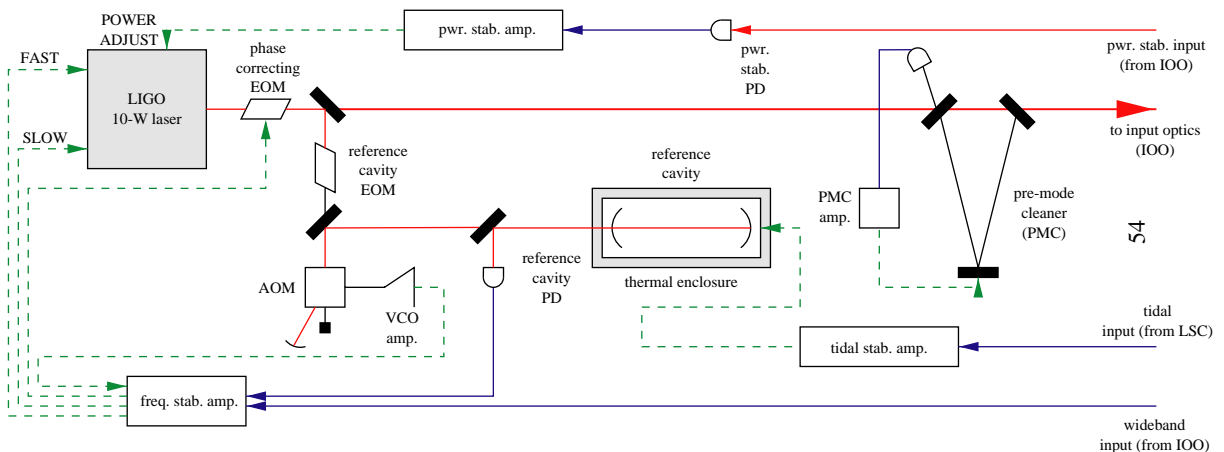 POWER
ADJUST
FAST
SLOW
LIGO
10-W laser
phase
correcting
EOM
pwr. stab. amp.
pwr.
stab.
PD
pwr. stab. input
(from IOO)
to input optics
(IOO)
reference
cavity
EOM
reference
cavity
thermal enclosure
PMC
amp.
pre-mode
cleaner
(PMC)
54
AOM
VCO
amp.
reference
cavity
PD
tidal
input (from LSC)
tidal stab. amp.
freq. stab. amp.
wideband
input (from IOO)